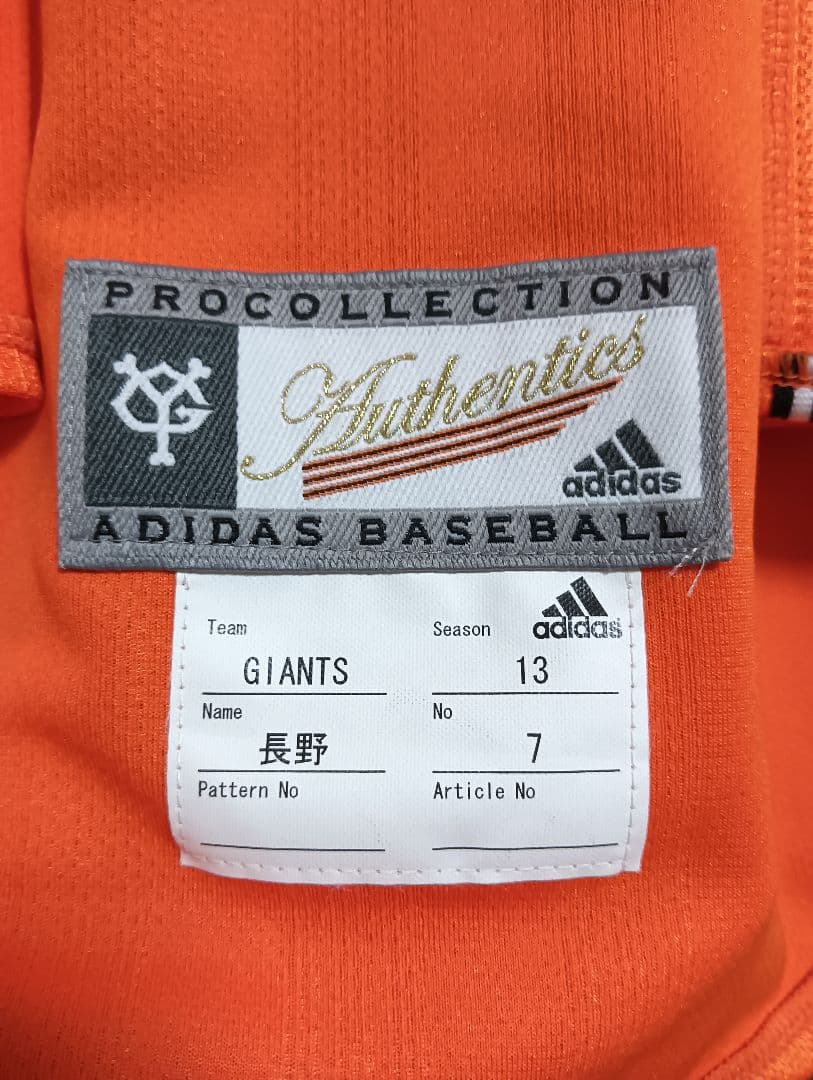 PROCOLLECTION
YG
Authentics
adidas
ADIDAS BASEBALL
adidas
Team Season
GIANTS 13
Name No
長野 7
Pattern No Article No